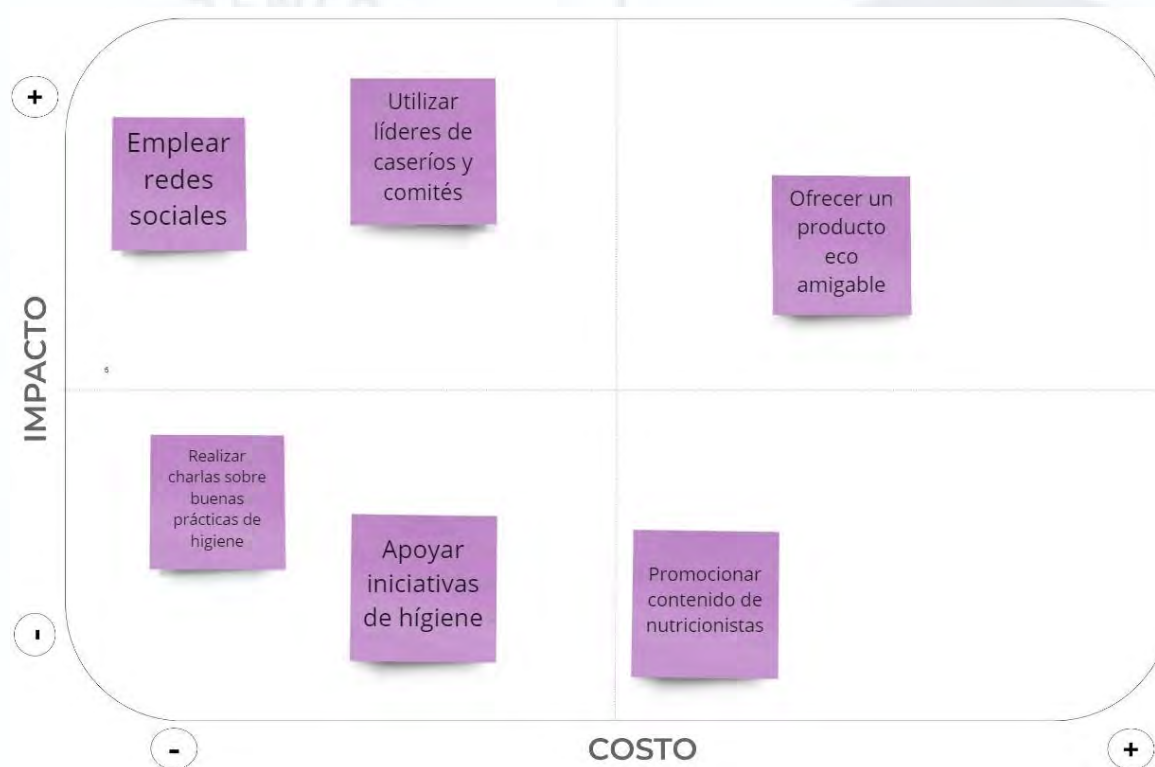 +
Emplear
redes
sociales
Utilizar
líderes de
caseríos y
comités
Ofrecer un
producto
eco
amigable
IMPACTO
6
Realizar
charlas sobre
buenas
prácticas de
higiene
Apoyar
iniciativas
de hígiene
Promocionar
contenido de
nutricionistas
-
-
COSTO
+